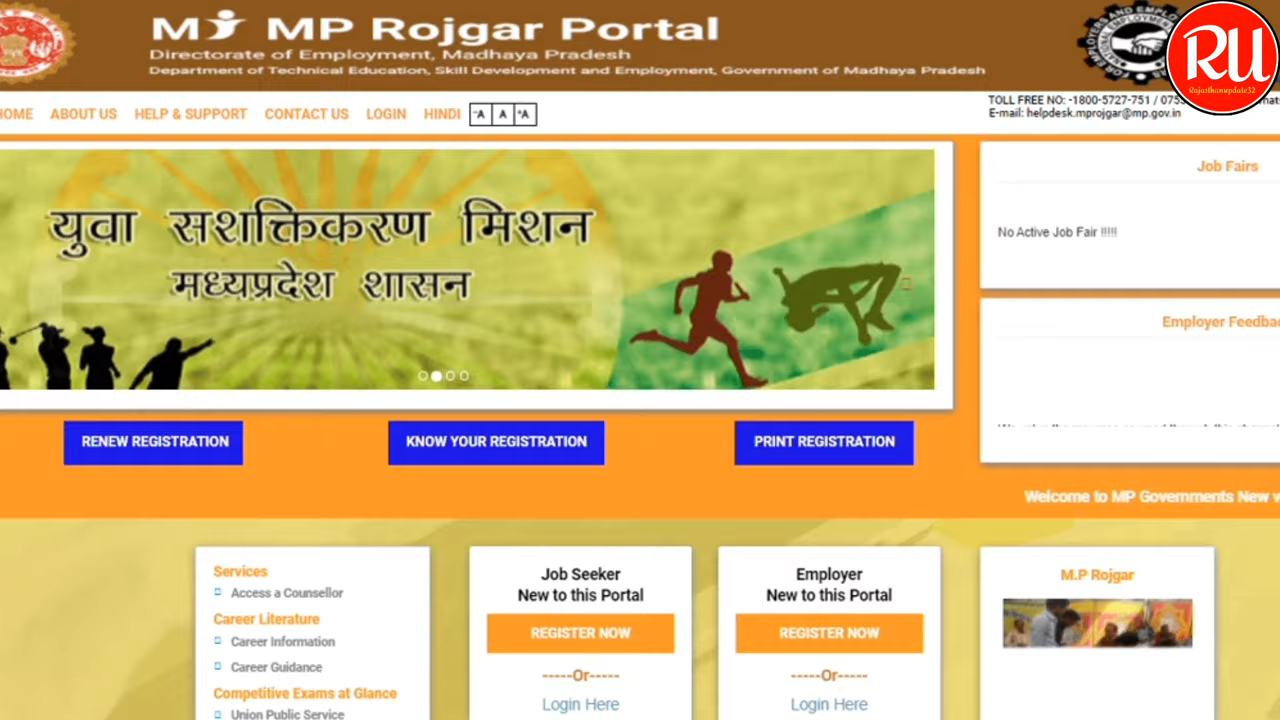 MP Rojgar Portal
Directorate of Employment, Madhaya Pradesh
Department of Technical Education, Skill Development and Employment, Government of Madhaya Pradesh
RU
Rajasthanupdate32
HOME ABOUT US HELP & SUPPORT CONTACT US LOGIN HINDI -A A +A
TOLL FREE NO: -1800-5727-751 /
E-mail: helpdesk.mprojgar@mp.gov.in
युवा सशक्तिकरण मिशन
मध्यप्रदेश शासन
Job Fairs
No Active Job Fair !!!!!
Employer Feedba
RENEW REGISTRATION
KNOW YOUR REGISTRATION
PRINT REGISTRATION
Welcome to MP Governments New
Services
Access a Counsellor
Career Literature
Career Information
Career Guidance
Competitive Exams at Glance
Union Public Service
Job Seeker
New to this Portal
REGISTER NOW
-----Or-----
Login Here
Employer
New to this Portal
REGISTER NOW
-----Or-----
Login Here
M.P Rojgar